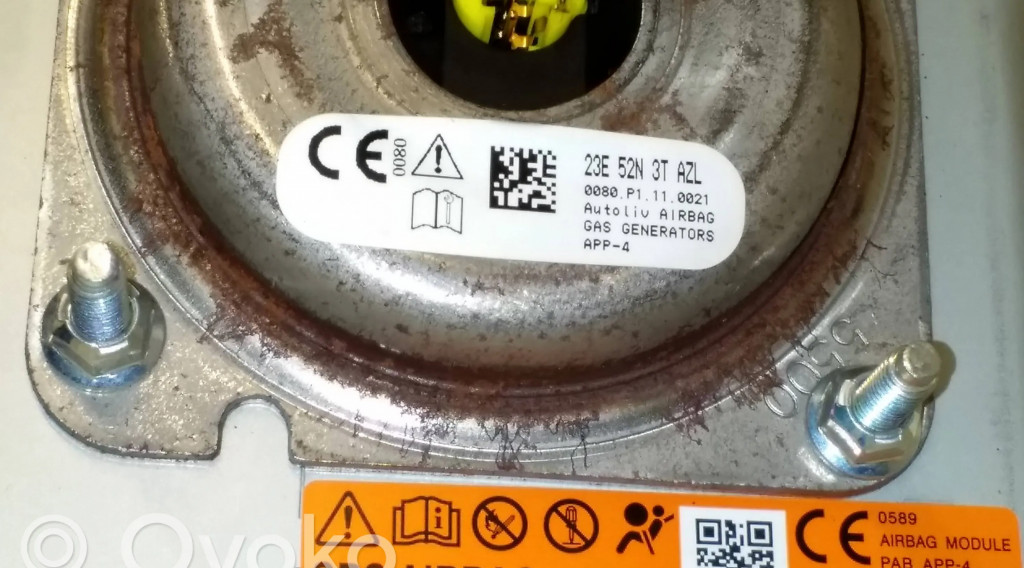 CE 0080
23E 52N 3T AZL
0080.P1.11.0021
Autoliv AIRBAG
GAS GENERATORS
APP-4
CE 0589
AIRBAG MODULE
PAB APP-4
Ovoko